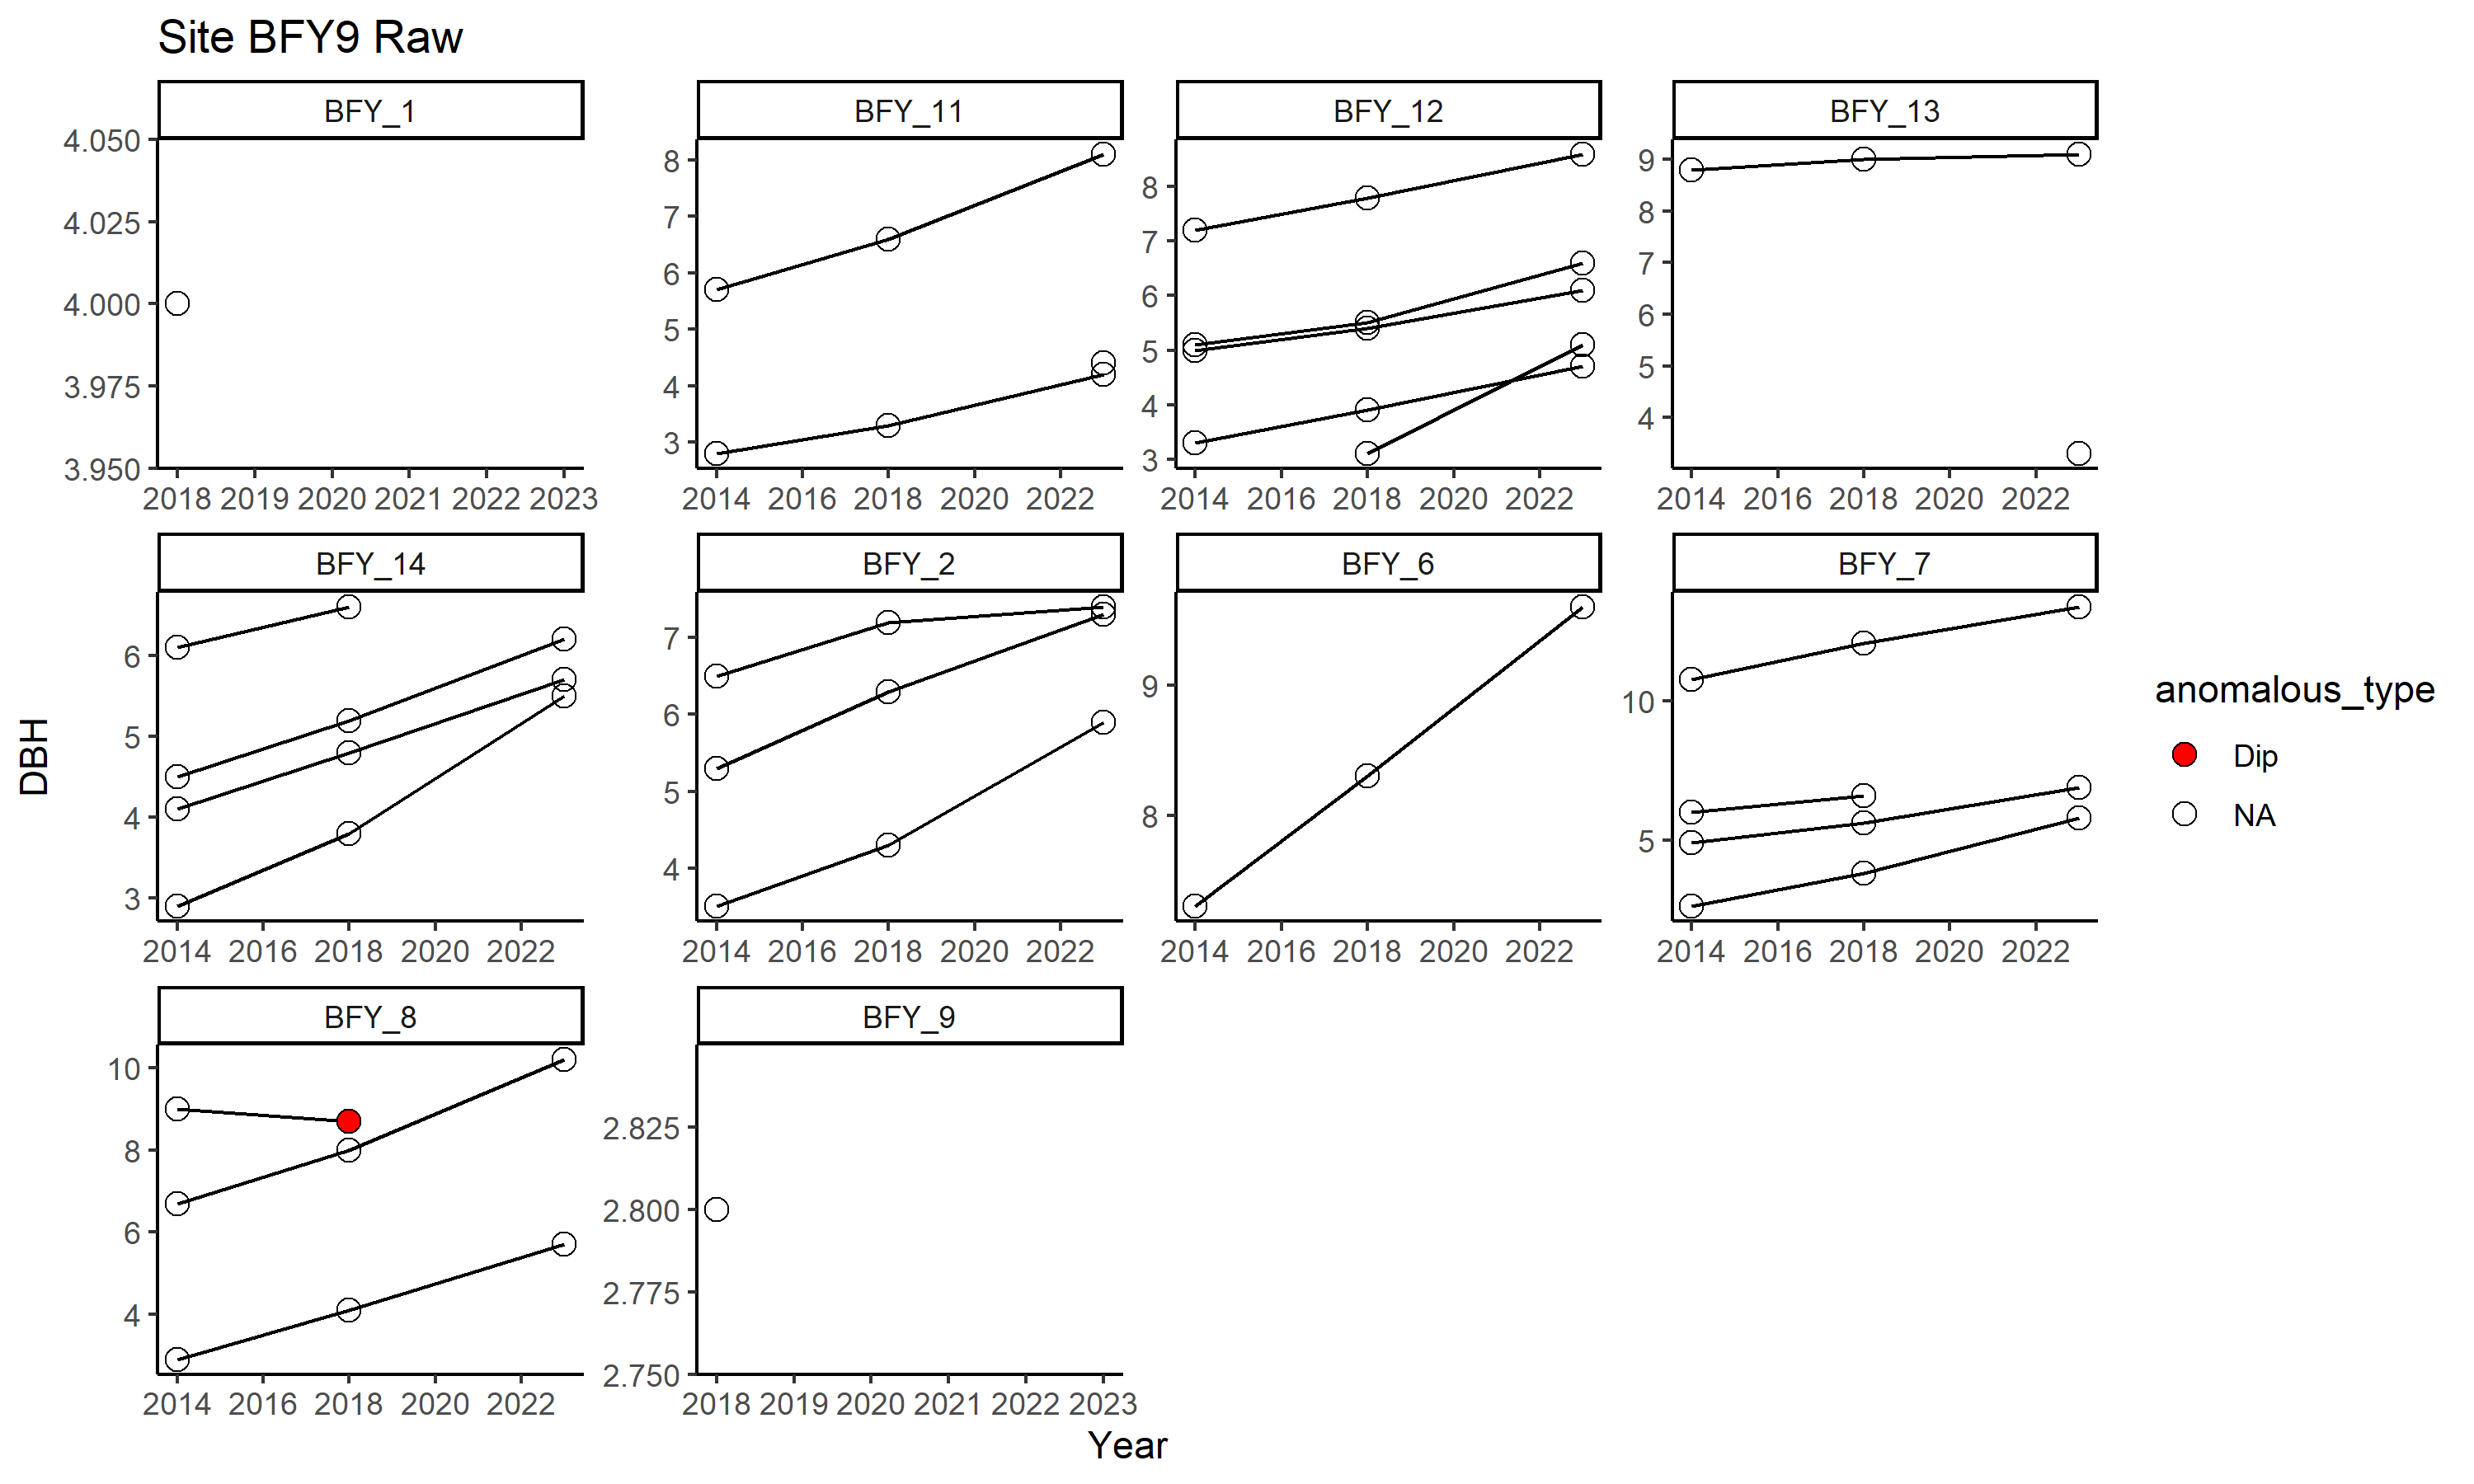 Site BFY9 Raw
BFY_1 BFY_11 BFY_12 BFY_13
4.050
4.025
4.000
3.975
3.950
2018 2019 2020 2021 2022 2023
8
7
6
5
4
3
2014 2016 2018 2020 2022
8
7
6
5
4
3
2014 2016 2018 2020 2022
9
8
7
6
5
4
2014 2016 2018 2020 2022
BFY_14 BFY_2 BFY_6 BFY_7
6
5
4
3
2014 2016 2018 2020 2022
7
6
5
4
2014 2016 2018 2020 2022
9
8
2014 2016 2018 2020 2022
10
5
2014 2016 2018 2020 2022
BFY_8 BFY_9
10
8
6
4
2014 2016 2018 2020 2022
2.825
2.800
2.775
2.750
2018 2019 2020 2021 2022 2023
DBH
Year
anomalous_type
Dip
NA